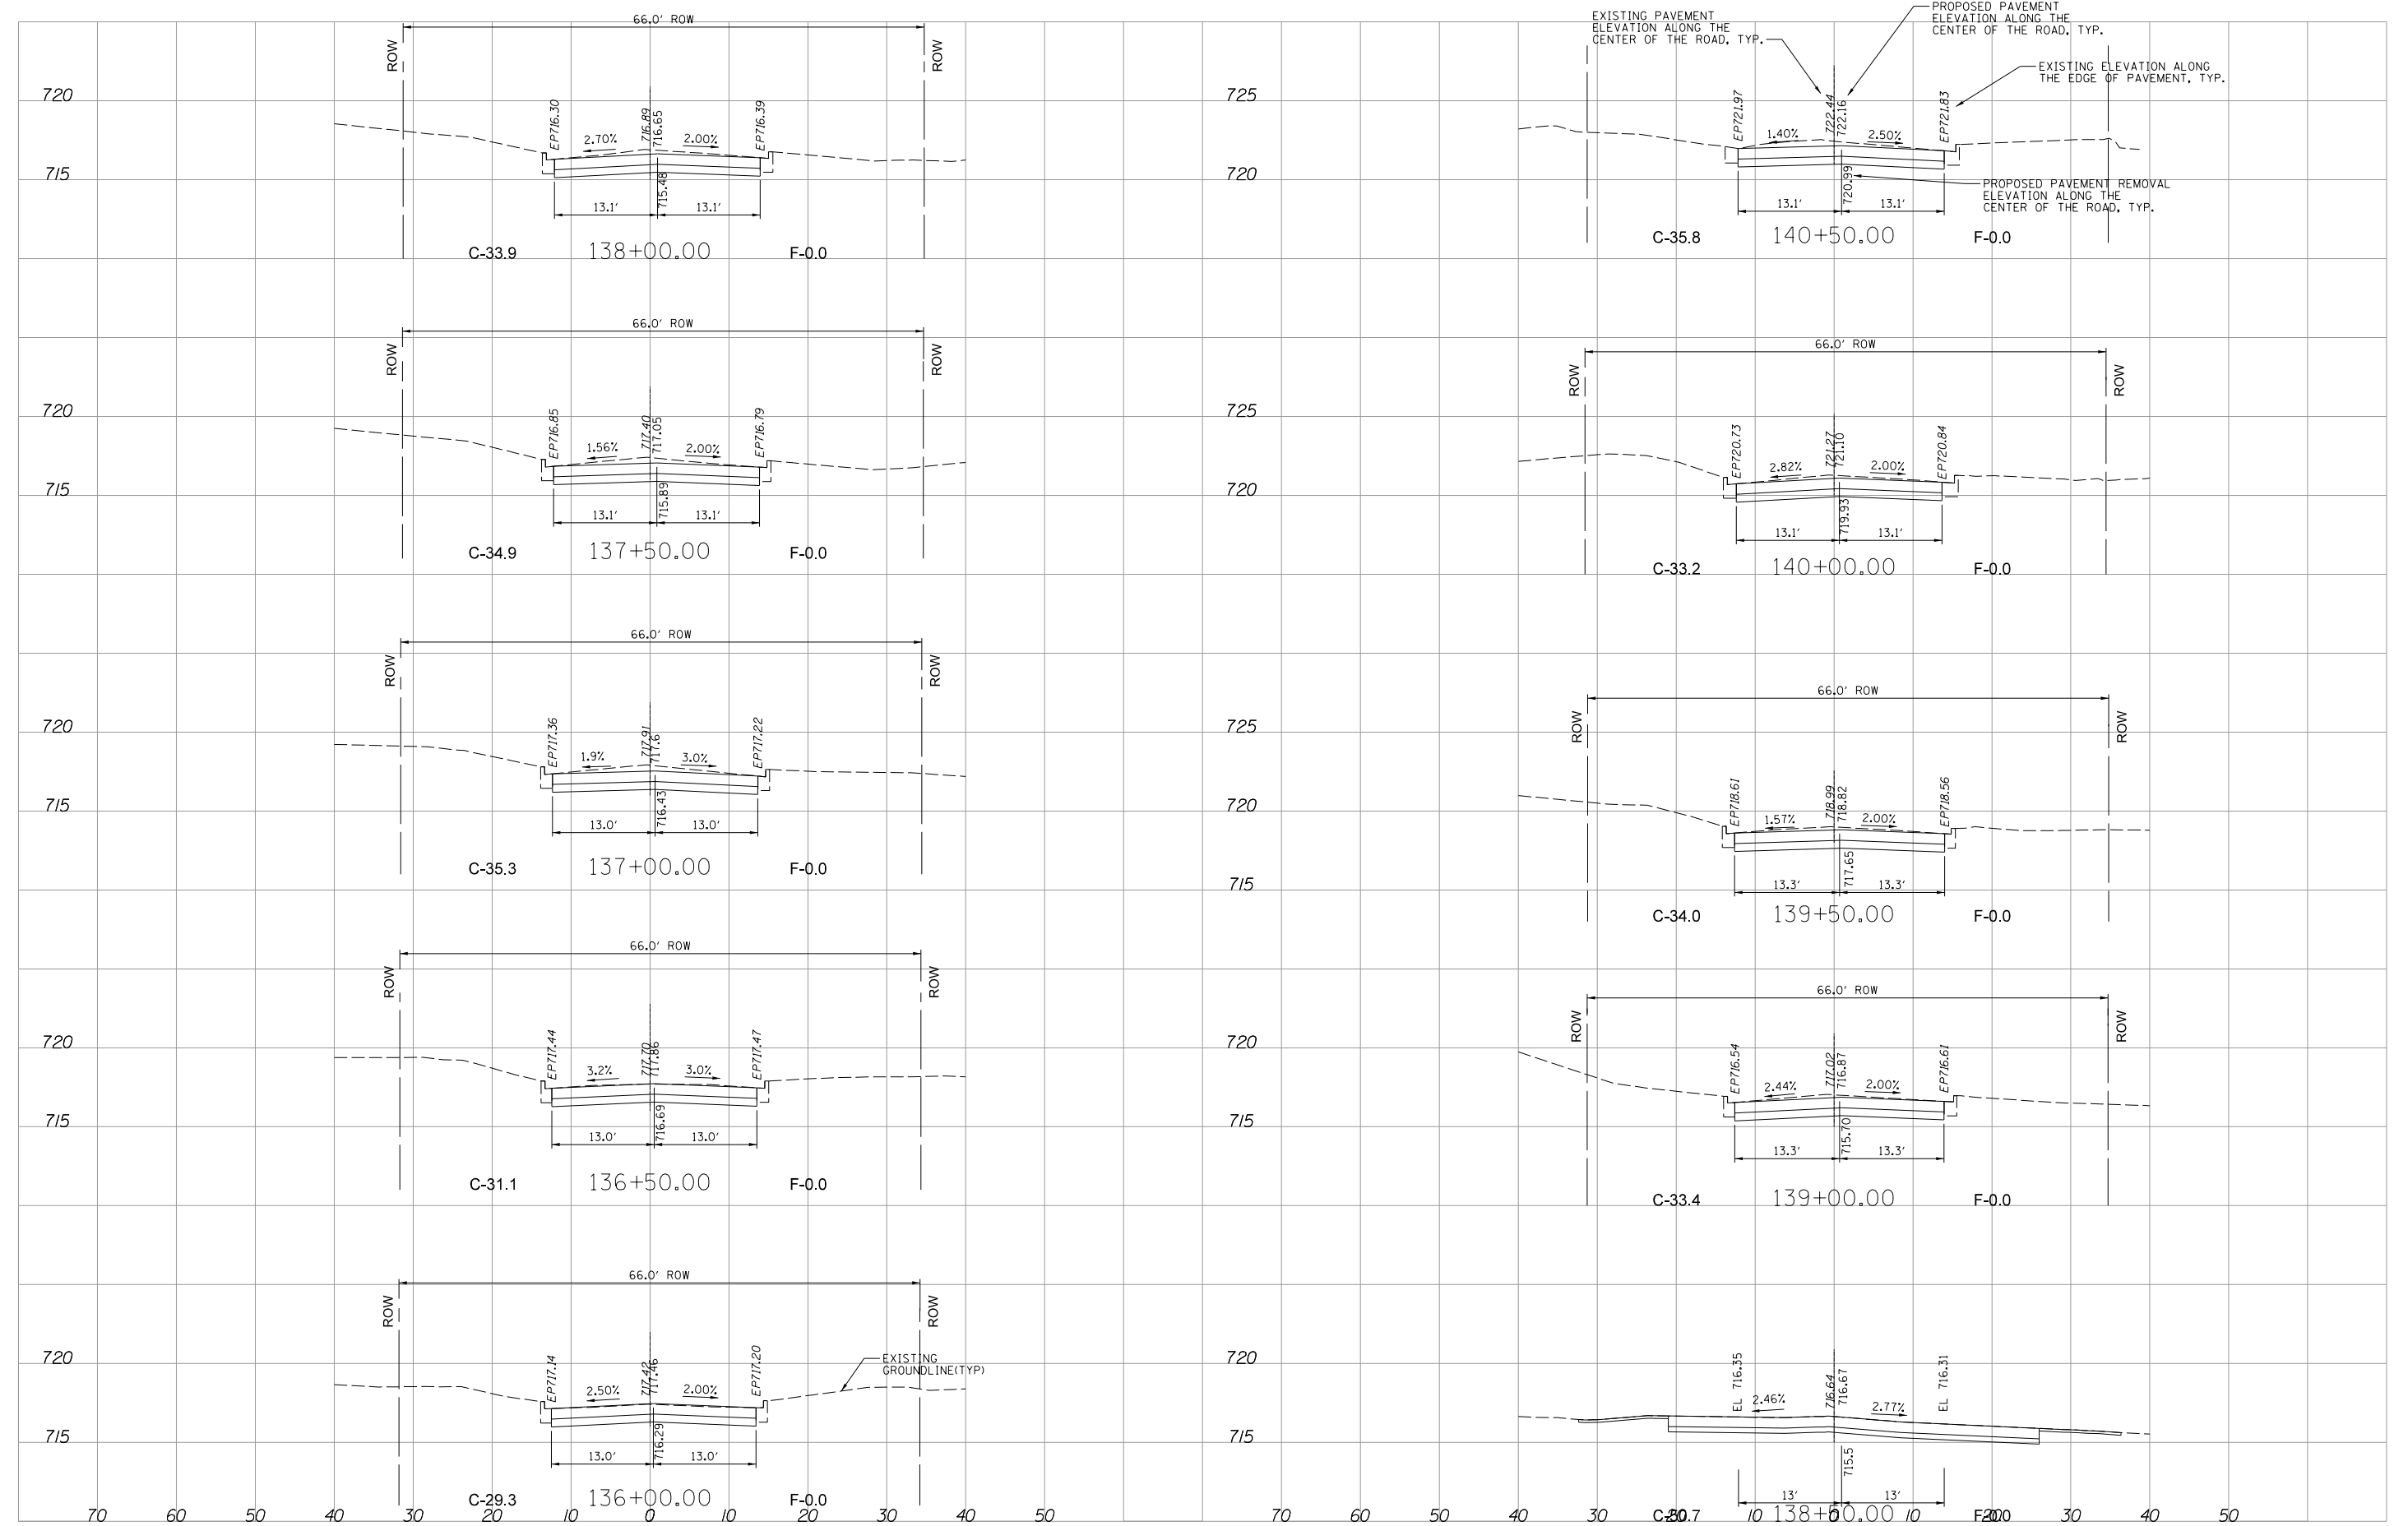 66.0' ROW
ROW
ROW
720
EP716.30
716.89
716.65
EP716.39
2.70%
2.00%
715
715.48
13.1'
13.1'
C-33.9
138+00.00
F-0.0
66.0' ROW
ROW
ROW
720
EP716.85
717.40
717.05
EP716.79
1.56%
2.00%
715
715.89
13.1'
13.1'
C-34.9
137+50.00
F-0.0
66.0' ROW
ROW
ROW
720
EP717.36
717.91
717.6
EP717.22
1.9%
3.0%
715
716.43
13.0'
13.0'
C-35.3
137+00.00
F-0.0
66.0' ROW
ROW
ROW
720
EP717.44
717.70
717.86
EP717.47
3.2%
3.0%
715
716.69
13.0'
13.0'
C-31.1
136+50.00
F-0.0
66.0' ROW
ROW
ROW
720
EP717.14
717.42
717.46
EP717.20
EXISTING
GROUNDLINE(TYP)
2.50%
2.00%
715
716.29
13.0'
13.0'
C-29.3
136+00.00
F-0.0
70 60 50 40 30 20 10 0 10 20 30 40 50
EXISTING PAVEMENT
ELEVATION ALONG THE
CENTER OF THE ROAD, TYP.
PROPOSED PAVEMENT
ELEVATION ALONG THE
CENTER OF THE ROAD, TYP.
EXISTING ELEVATION ALONG
THE EDGE OF PAVEMENT, TYP.
725
EP721.97
722.44
722.16
EP721.83
1.40%
2.50%
720
720.99
PROPOSED PAVEMENT REMOVAL
ELEVATION ALONG THE
CENTER OF THE ROAD, TYP.
13.1'
13.1'
C-35.8
140+50.00
F-0.0
66.0' ROW
ROW
ROW
725
EP720.73
721.27
721.10
EP720.84
2.82%
2.00%
720
719.93
13.1'
13.1'
C-33.2
140+00.00
F-0.0
66.0' ROW
ROW
ROW
725
EP718.61
718.99
718.82
EP718.56
1.57%
2.00%
720
717.65
715
13.3'
13.3'
C-34.0
139+50.00
F-0.0
66.0' ROW
ROW
ROW
720
EP716.54
717.02
716.87
EP716.61
2.44%
2.00%
715
715.70
13.3'
13.3'
C-33.4
139+00.00
F-0.0
720
EL 716.35
716.64
716.67
EL 716.31
2.46%
2.77%
715
715.5
13'
13'
C-50.7
138+50.00
F-0.0
70 60 50 40 30 20 10 0 10 20 30 40 50